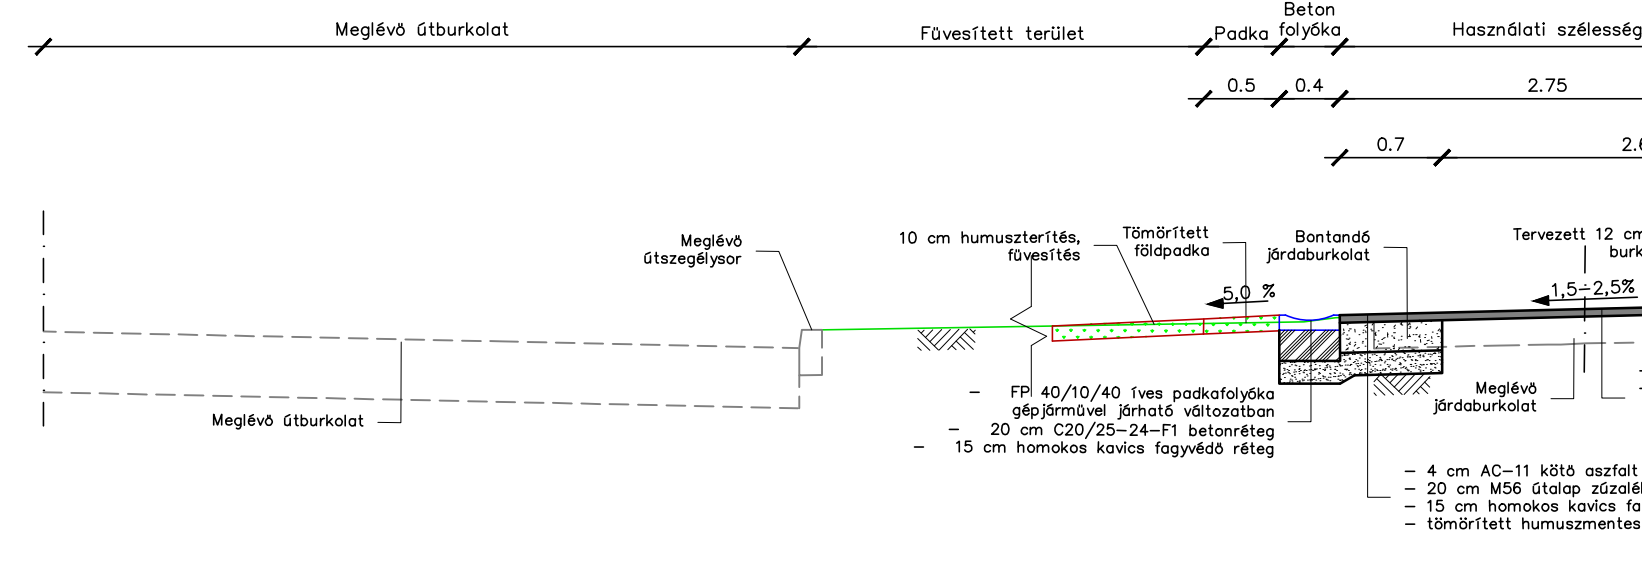 Meglévő útburkolat
Füvesített terület
Padka
Beton
folyóka
Használati szélesség
0.5
0.4
2.75
0.7
Meglévő
útszegélysor
10 cm humuszterítés,
füvesítés
Tömörített
földpadka
Bontandó
járdaburkolat
Tervezett 12 cm
5,0 %
1,5-2,5%
Meglévő útburkolat
– FP 40/10/40 íves padkafolyóka
gépjárművel járható változatban
– 20 cm C20/25-24-F1 betonréteg
– 15 cm homokos kavics fagyvédő réteg
Meglévő
járdaburkolat
– 4 cm AC-11 kötő aszfalt
– 20 cm M56 útalap
– 15 cm homokos kavics
– tömörített humuszmentes